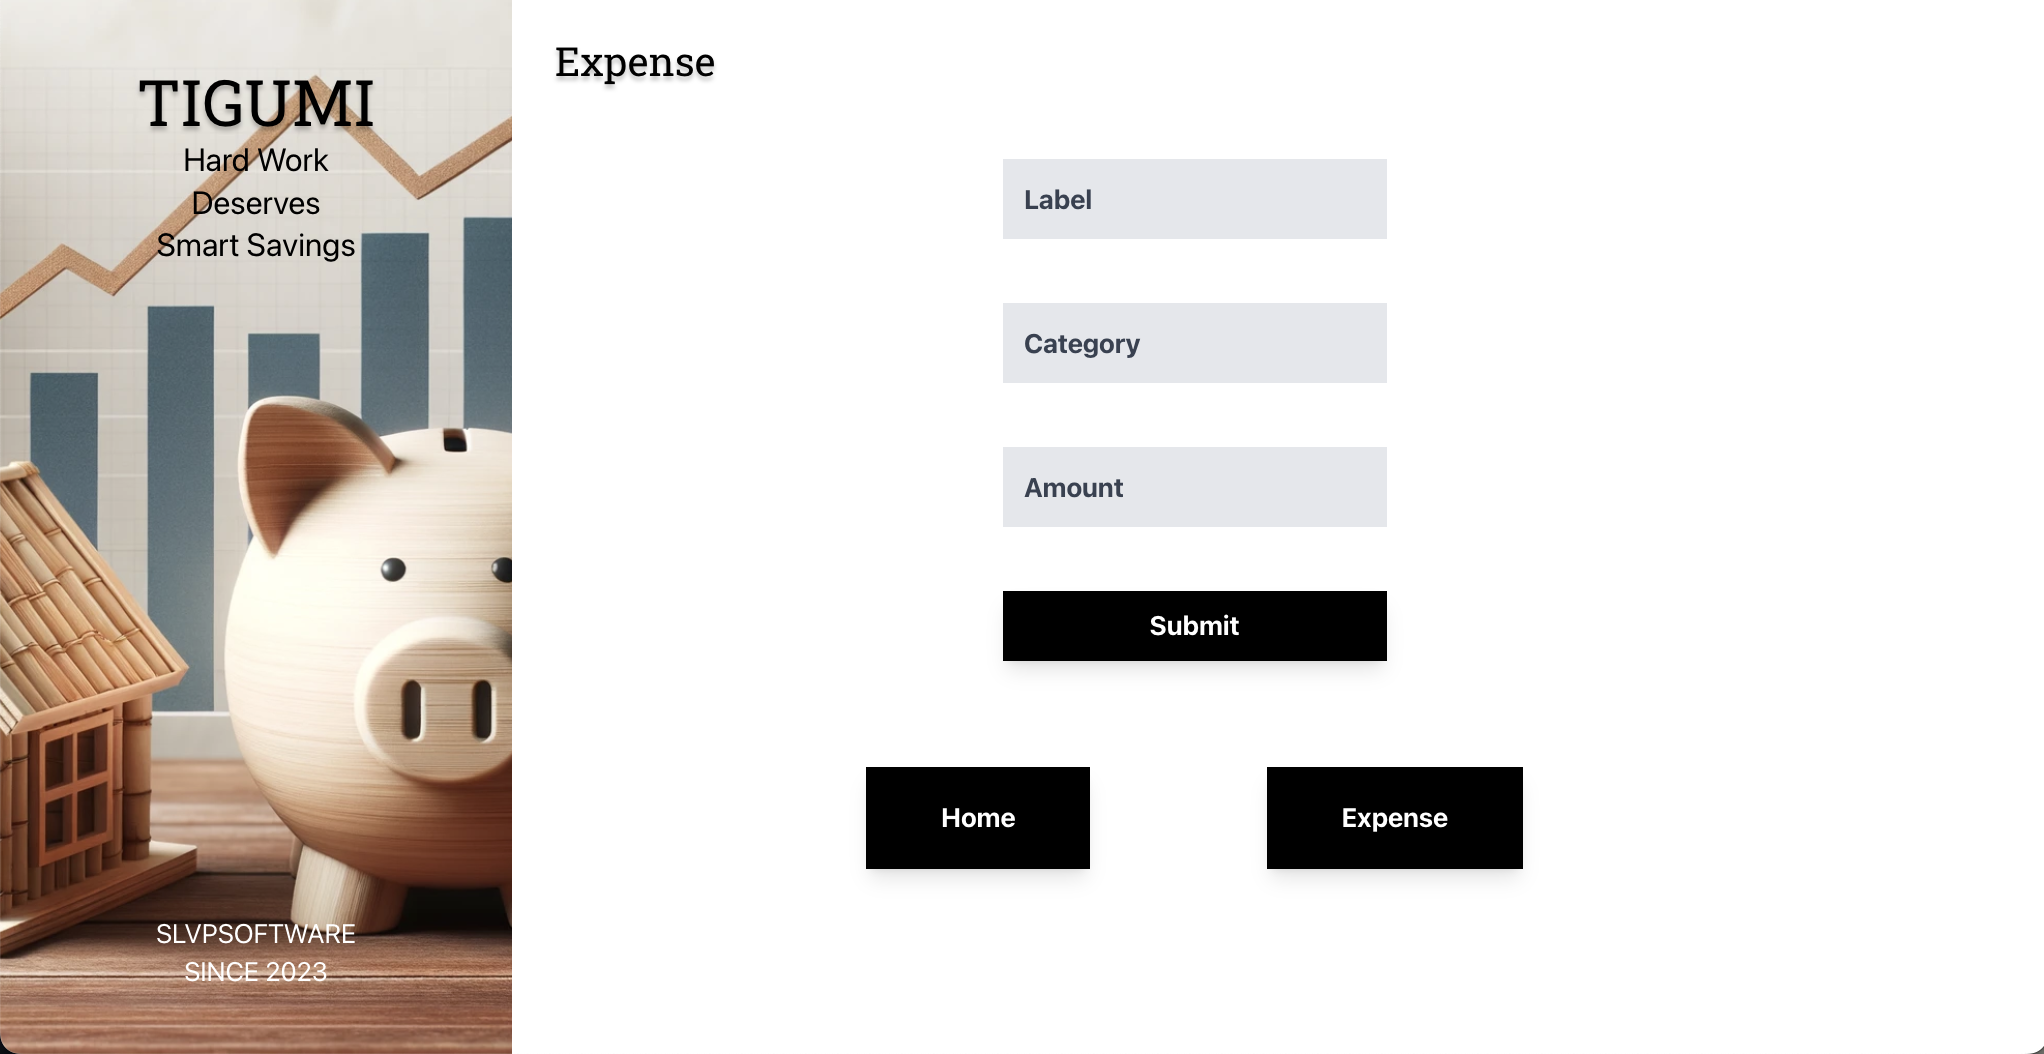 TIGUMI
Hard Work
Deserves
Smart Savings
SLVPSOFTWARE
SINCE 2023
Expense
Label
Category
Amount
Submit
Home
Expense